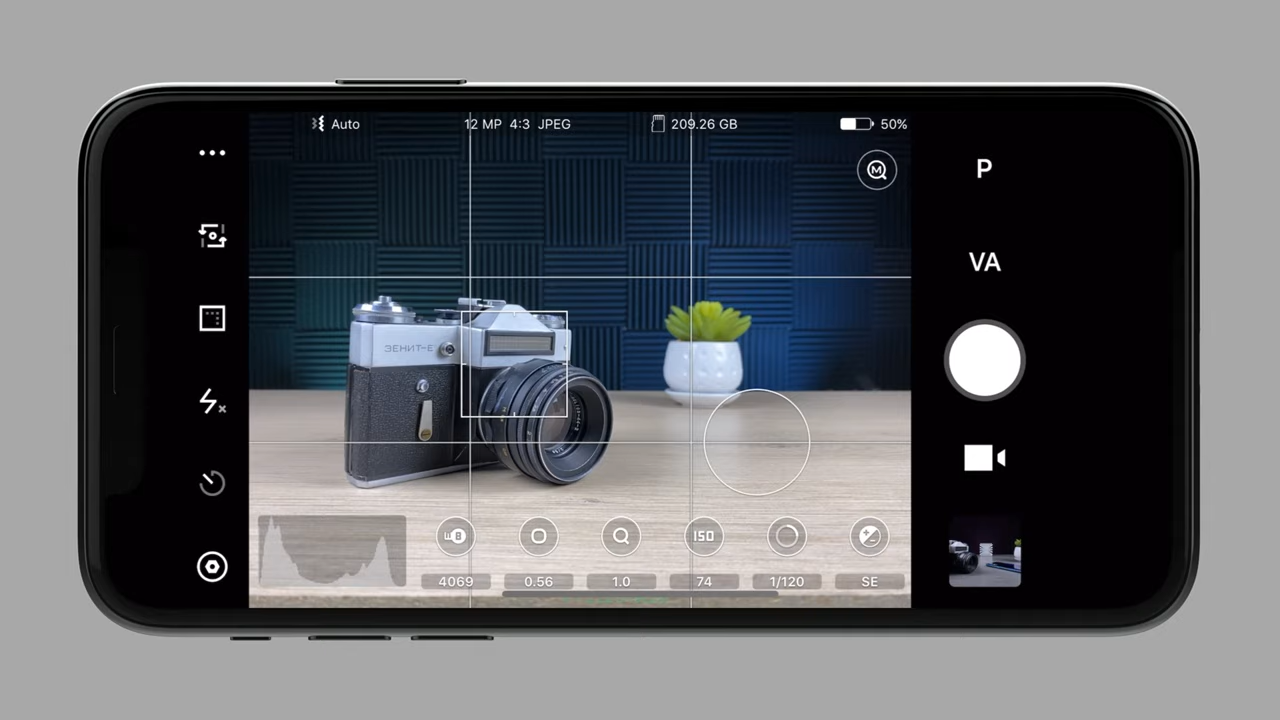 Auto
12 MP 4:3 JPEG
209.26 GB
50%
M
P
VA
ЗЕНИТ-Е
WB
ISO
4069
0.56
1.0
74
1/120
SE